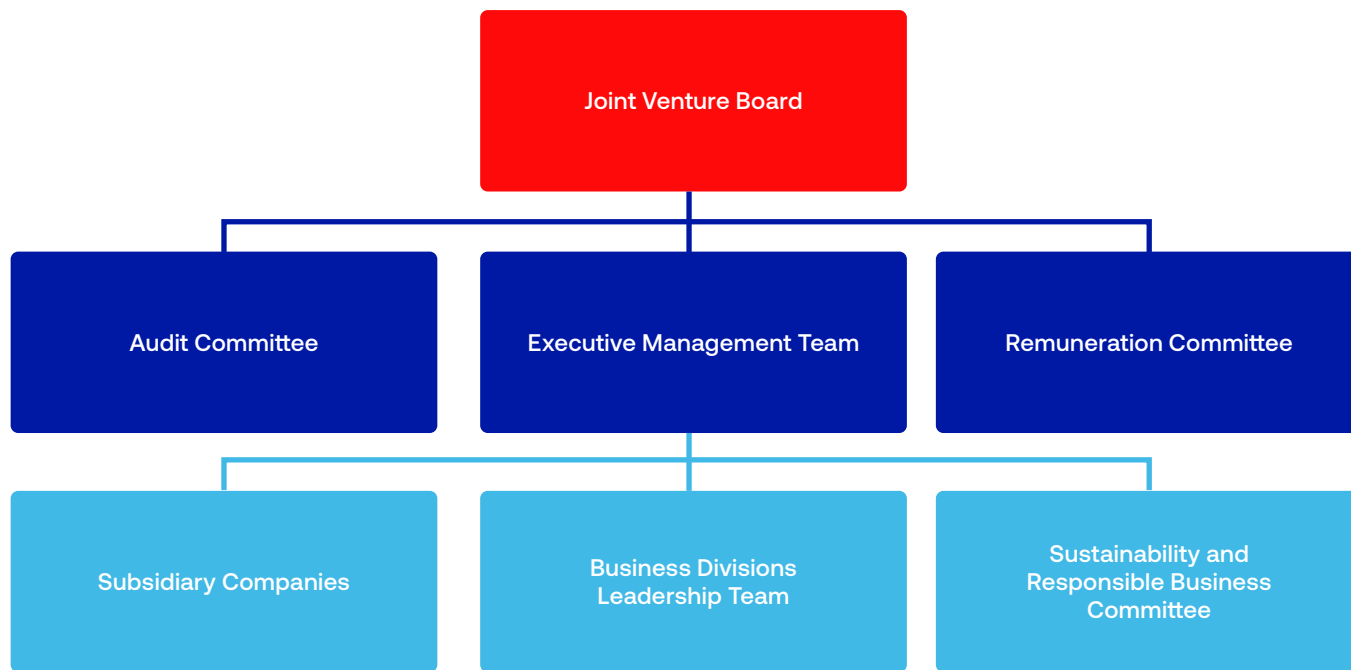 Joint Venture Board
Audit Committee
Executive Management Team
Remuneration Committee
Subsidiary Companies
Business Divisions
Leadership Team
Sustainability and
Responsible Business
Committee